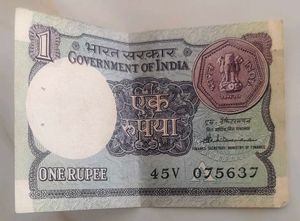 1
भारत सरकार
GOVERNMENT OF INDIA
एक
रुपया
ONE RUPEE
45V 075637